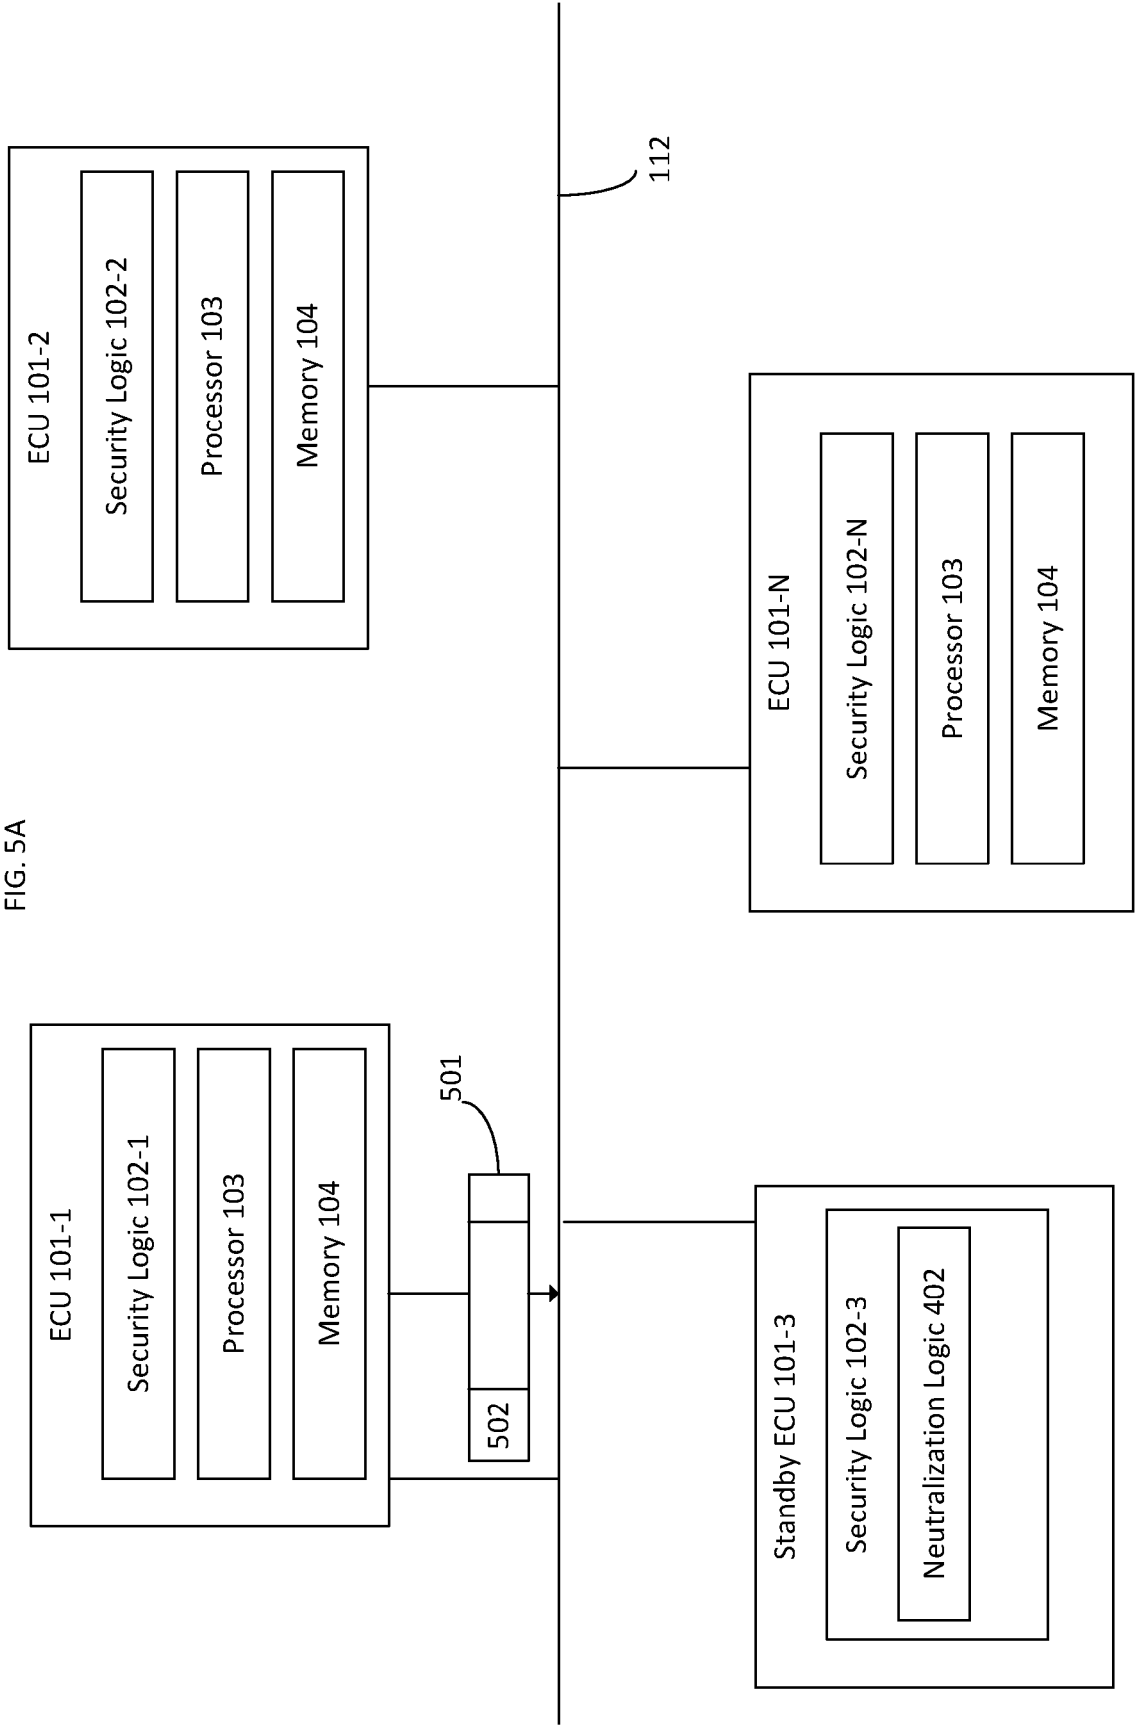 FIG. 5A
ECU 101-1
Security Logic 102-1
Processor 103
Memory 104
ECU 101-2
Security Logic 102-2
Processor 103
Memory 104
501
502
112
Standby ECU 101-3
Security Logic 102-3
Neutralization Logic 402
ECU 101-N
Security Logic 102-N
Processor 103
Memory 104